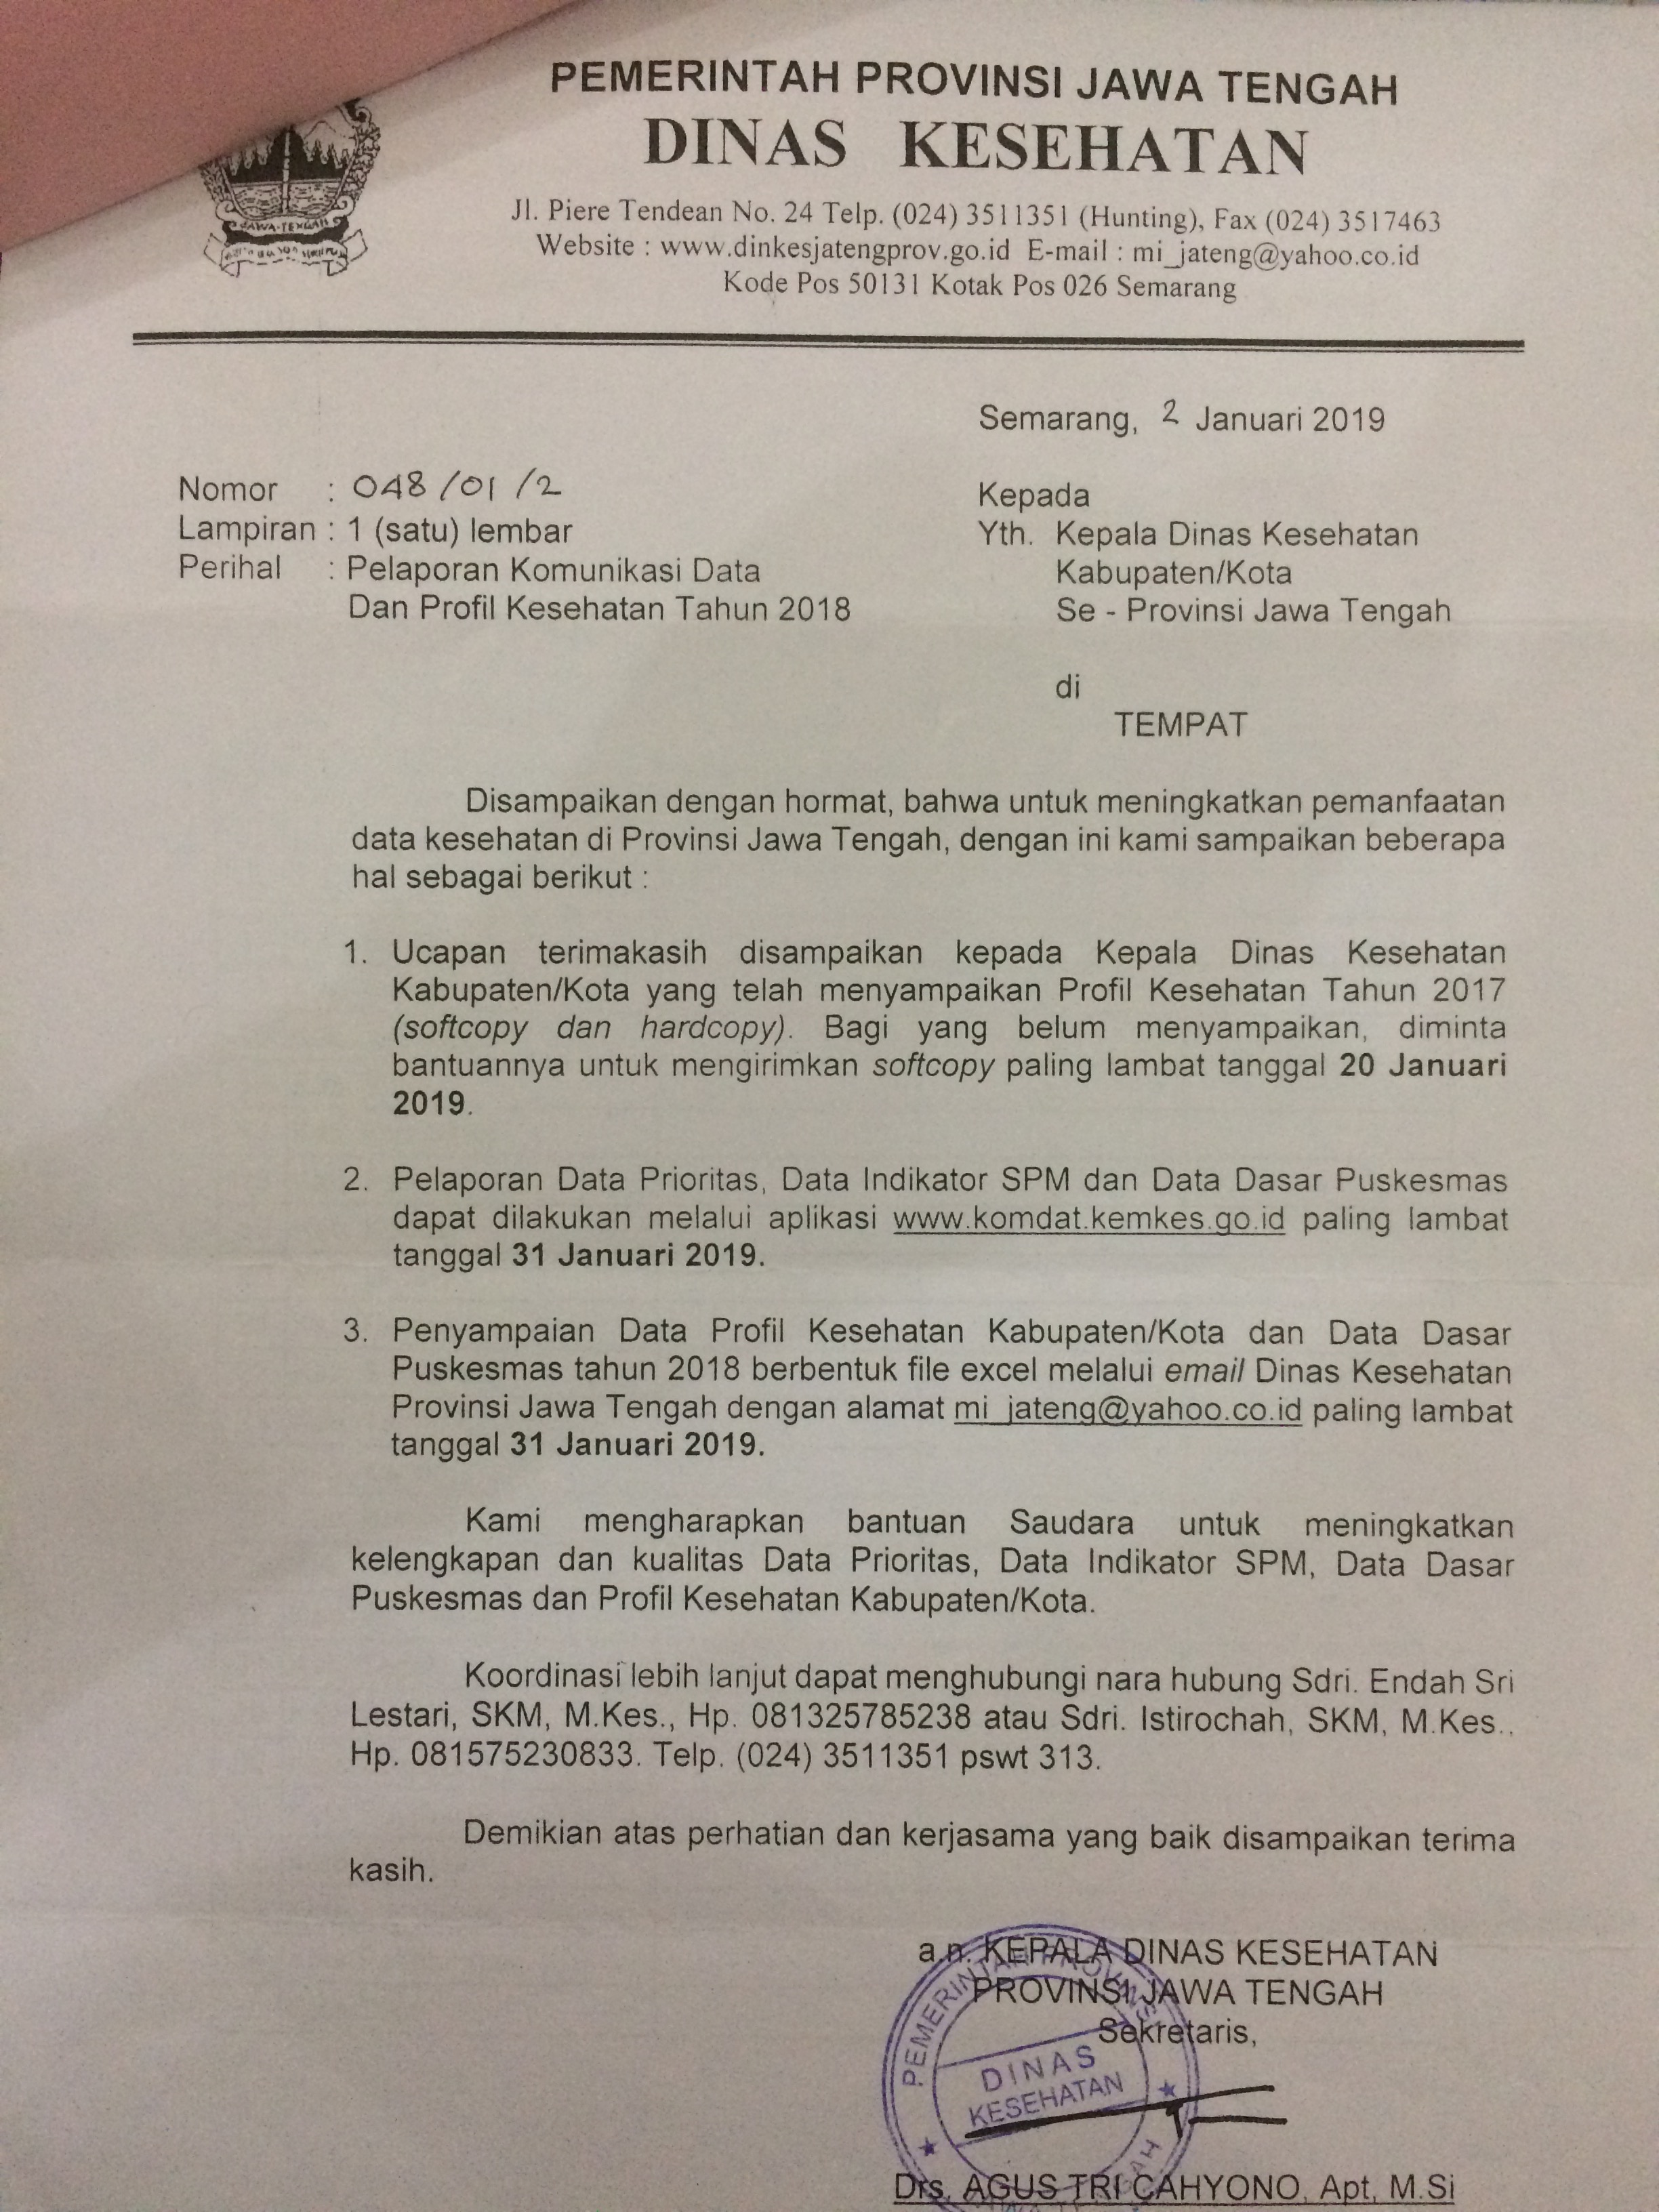 PEMERINTAH PROVINSI JAWA TENGAH
DINAS KESEHATAN
Jl. Piere Tendean No. 24 Telp. (024) 3511351 (Hunting), Fax (024) 3517463
Website : www.dinkesjatengprov.go.id E-mail : mi_jateng@yahoo.co.id
Kode Pos 50131 Kotak Pos 026 Semarang
JAWA-TENGAH
Semarang, 2 Januari 2019
Nomor : 048/01/2
Lampiran : 1 (satu) lembar
Perihal : Pelaporan Komunikasi Data
Dan Profil Kesehatan Tahun 2018
Kepada
Yth. Kepala Dinas Kesehatan
Kabupaten/Kota
Se - Provinsi Jawa Tengah
di
TEMPAT
Disampaikan dengan hormat, bahwa untuk meningkatkan pemanfaatan
data kesehatan di Provinsi Jawa Tengah, dengan ini kami sampaikan beberapa
hal sebagai berikut :
1. Ucapan terimakasih disampaikan kepada Kepala Dinas Kesehatan
Kabupaten/Kota yang telah menyampaikan Profil Kesehatan Tahun 2017
(softcopy dan hardcopy). Bagi yang belum menyampaikan, diminta
bantuannya untuk mengirimkan softcopy paling lambat tanggal 20 Januari
2019.
2. Pelaporan Data Prioritas, Data Indikator SPM dan Data Dasar Puskesmas
dapat dilakukan melalui aplikasi www.komdat.kemkes.go.id paling lambat
tanggal 31 Januari 2019.
3. Penyampaian Data Profil Kesehatan Kabupaten/Kota dan Data Dasar
Puskesmas tahun 2018 berbentuk file excel melalui email Dinas Kesehatan
Provinsi Jawa Tengah dengan alamat mi_jateng@yahoo.co.id paling lambat
tanggal 31 Januari 2019.
Kami mengharapkan bantuan Saudara untuk meningkatkan
kelengkapan dan kualitas Data Prioritas, Data Indikator SPM, Data Dasar
Puskesmas dan Profil Kesehatan Kabupaten/Kota.
Koordinasi lebih lanjut dapat menghubungi nara hubung Sdri. Endah Sri
Lestari, SKM, M.Kes., Hp. 081325785238 atau Sdri. Istirochah, SKM, M.Kes.,
Hp. 081575230833. Telp. (024) 3511351 pswt 313.
Demikian atas perhatian dan kerjasama yang baik disampaikan terima
kasih.
a.n. KEPALA DINAS KESEHATAN
PROVINSI JAWA TENGAH
Sekretaris,
PEMERINTAH PROVINSI
DINAS
KESEHATAN
Drs. AGUS TRI CAHYONO, Apt, M.Si